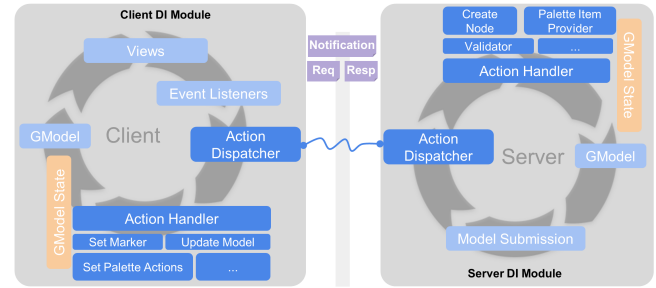 Client DI Module
Views
Event Listeners
GModel
Client
Action
Dispatcher
GModel State
Action Handler
Set Marker
Update Model
Set Palette Actions
...
Notification
Req
Resp
Create
Node
Palette Item
Provider
Validator
...
Action Handler
GModel State
Action
Dispatcher
Server
GModel
Model Submission
Server DI Module